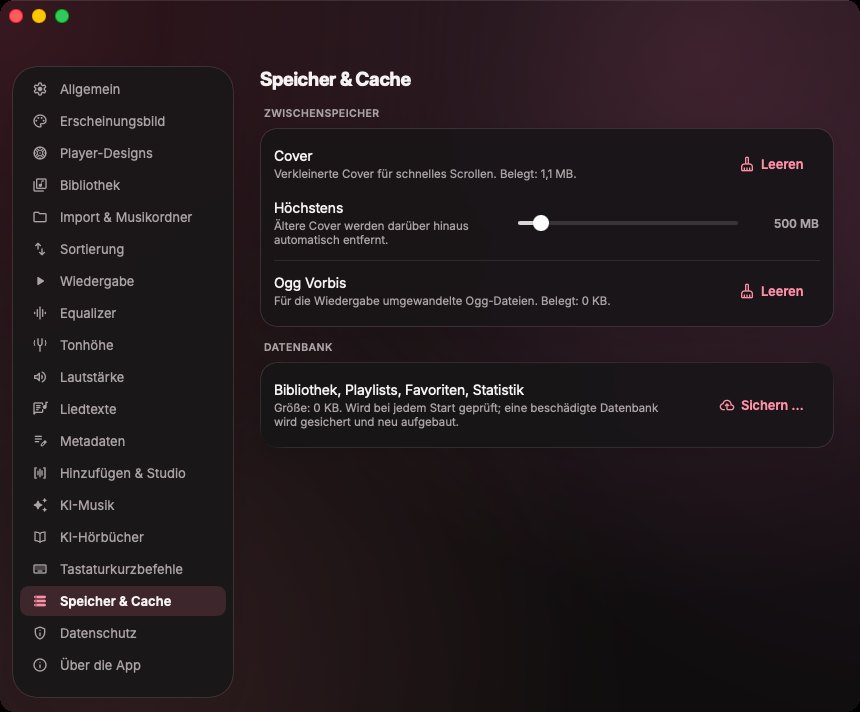 Allgemein
Erscheinungsbild
Player-Designs
Bibliothek
Import & Musikordner
Sortierung
Wiedergabe
Equalizer
Tonhöhe
Lautstärke
Liedtexte
Metadaten
Hinzufügen & Studio
KI-Musik
KI-Hörbücher
Tastaturkurzbefehle
Speicher & Cache
Datenschutz
Über die App
Speicher & Cache
ZWISCHENSPEICHER
Cover
Verkleinerte Cover für schnelles Scrollen. Belegt: 1,1 MB.
Leeren
Höchstens
Ältere Cover werden darüber hinaus
automatisch entfernt.
500 MB
Ogg Vorbis
Für die Wiedergabe umgewandelte Ogg-Dateien. Belegt: 0 KB.
Leeren
DATENBANK
Bibliothek, Playlists, Favoriten, Statistik
Größe: 0 KB. Wird bei jedem Start geprüft; eine beschädigte Datenbank
wird gesichert und neu aufgebaut.
Sichern ...